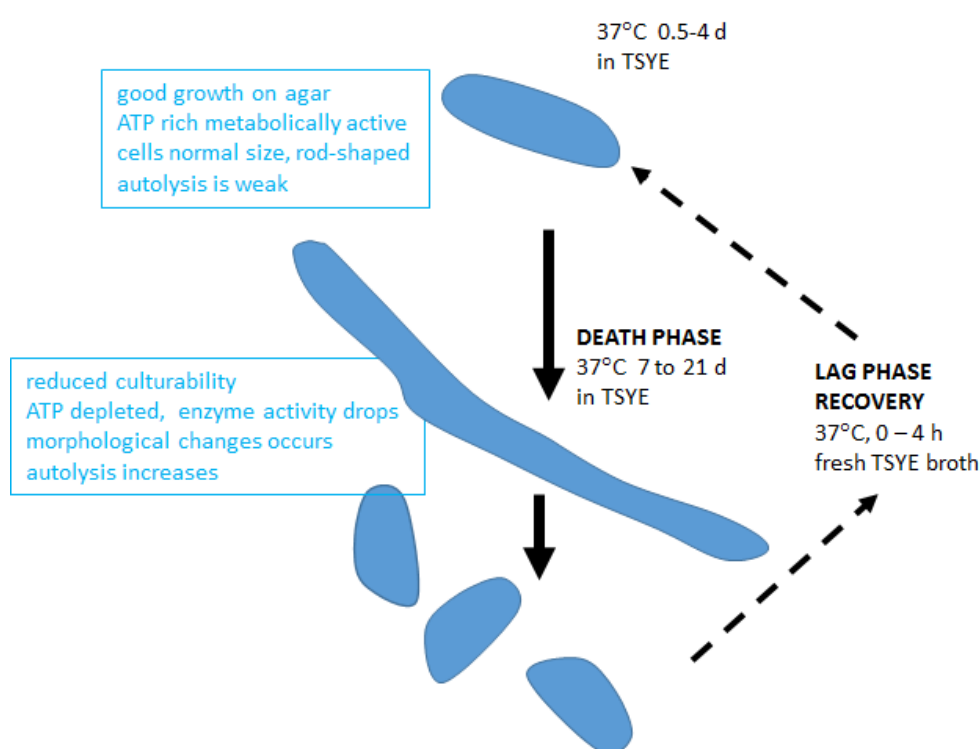 37°C 0.5-4 d
in TSYE
good growth on agar
ATP rich metabolically active
cells normal size, rod-shaped
autolysis is weak
DEATH PHASE
37°C 7 to 21 d
in TSYE
LAG PHASE
RECOVERY
37°C, 0 – 4 h
fresh TSYE broth
reduced culturability
ATP depleted, enzyme activity drops
morphological changes occurs
autolysis increases